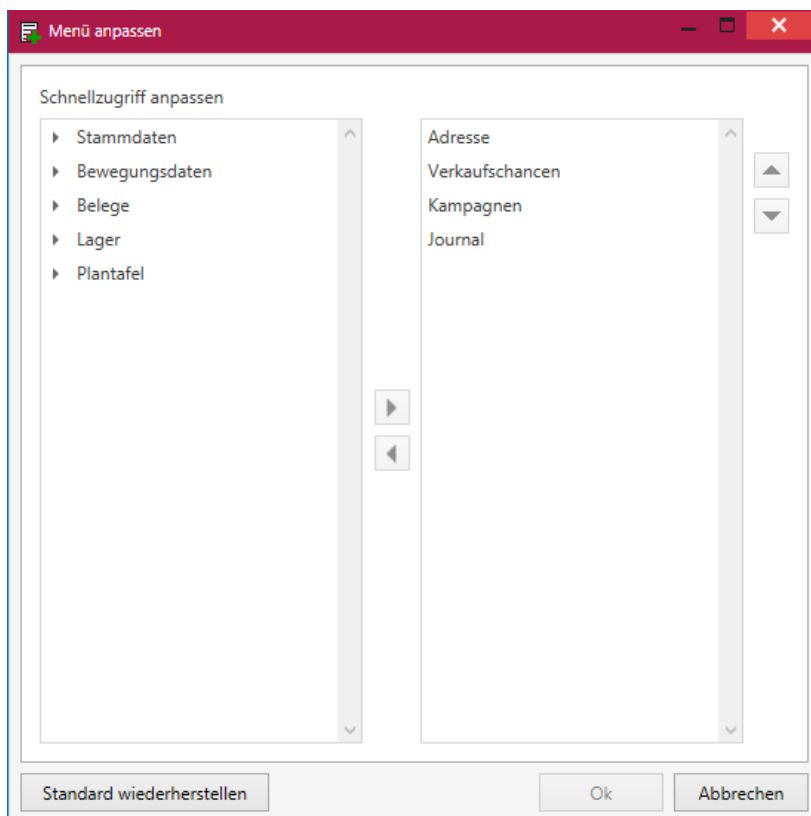 Menü anpassen
Schnellzugriff anpassen
Stammdaten
Bewegungsdaten
Belege
Lager
Plantafel
Adresse
Verkaufschancen
Kampagnen
Journal
Standard wiederherstellen
Ok
Abbrechen